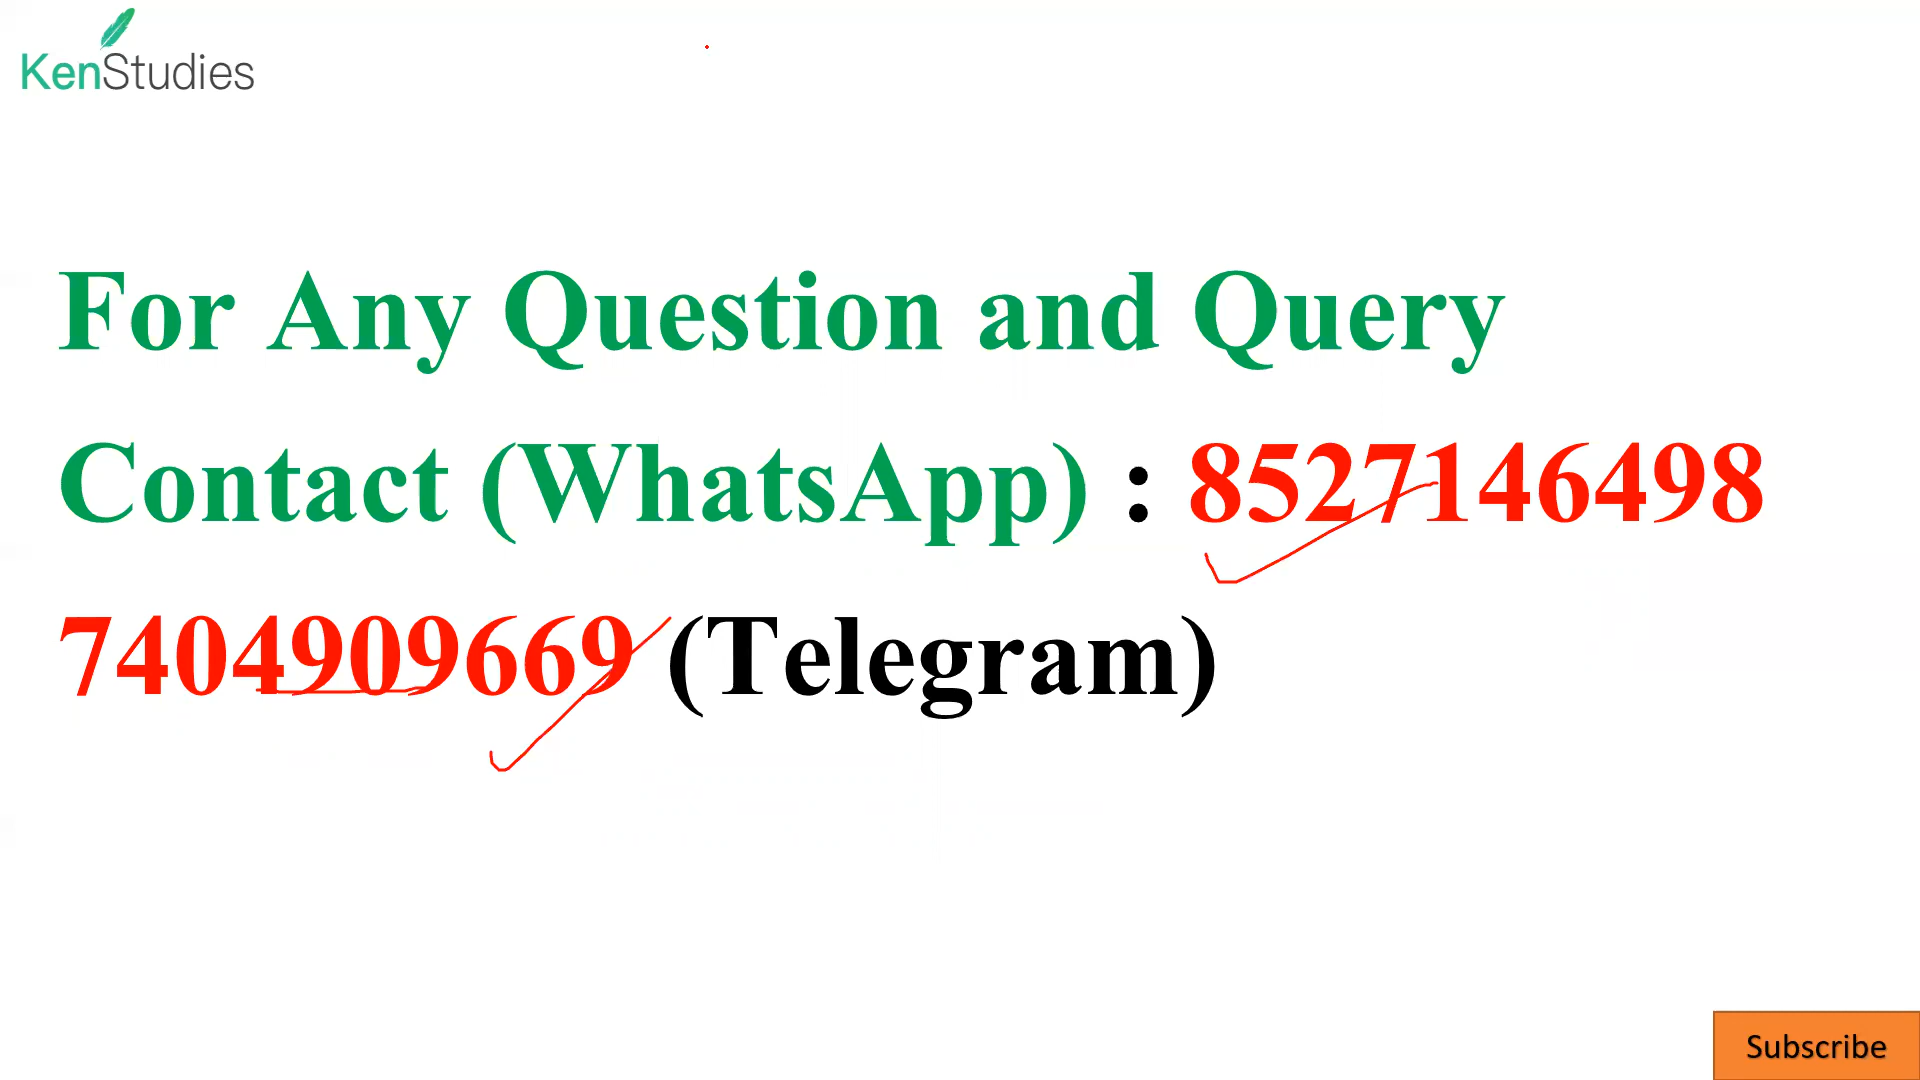 KenStudies
For Any Question and Query
Contact (WhatsApp) : 8527146498
7404909669 (Telegram)
Subscribe